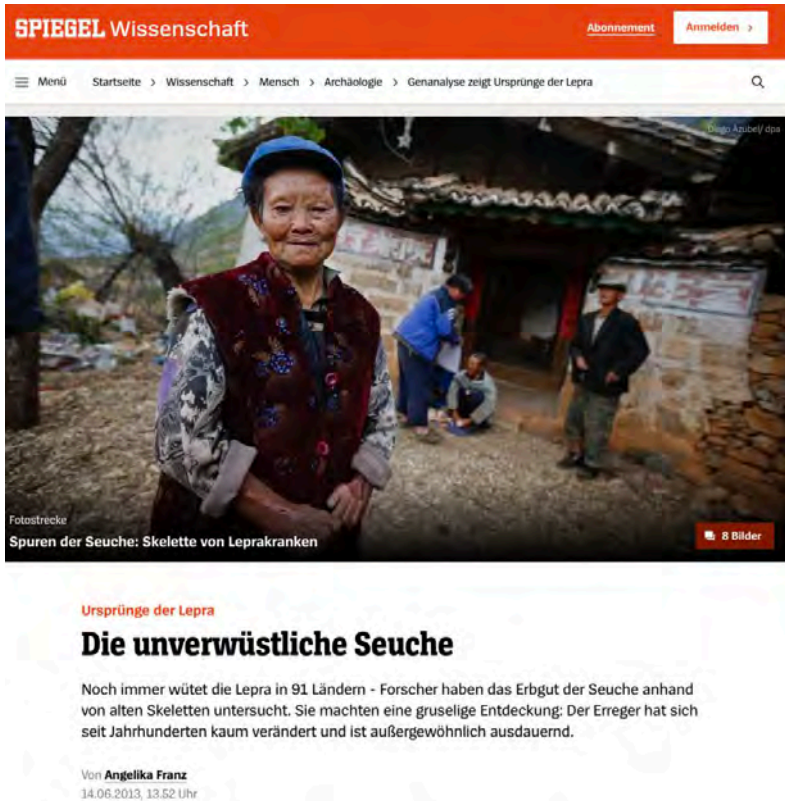 SPIEGEL Wissenschaft
Abonnement
Anmelden >
Menü
Startseite > Wissenschaft > Mensch > Archäologie > Genanalyse zeigt Ursprünge der Lepra
Diego Azubel/ dpa
Fotostrecke
Spuren der Seuche: Skelette von Leprakranken
8 Bilder
Ursprünge der Lepra
Die unverwüstliche Seuche
Noch immer wütet die Lepra in 91 Ländern - Forscher haben das Erbgut der Seuche anhand
von alten Skeletten untersucht. Sie machten eine gruselige Entdeckung: Der Erreger hat sich
seit Jahrhunderten kaum verändert und ist außergewöhnlich ausdauernd.
Von Angelika Franz
14.06.2013, 13.52 Uhr